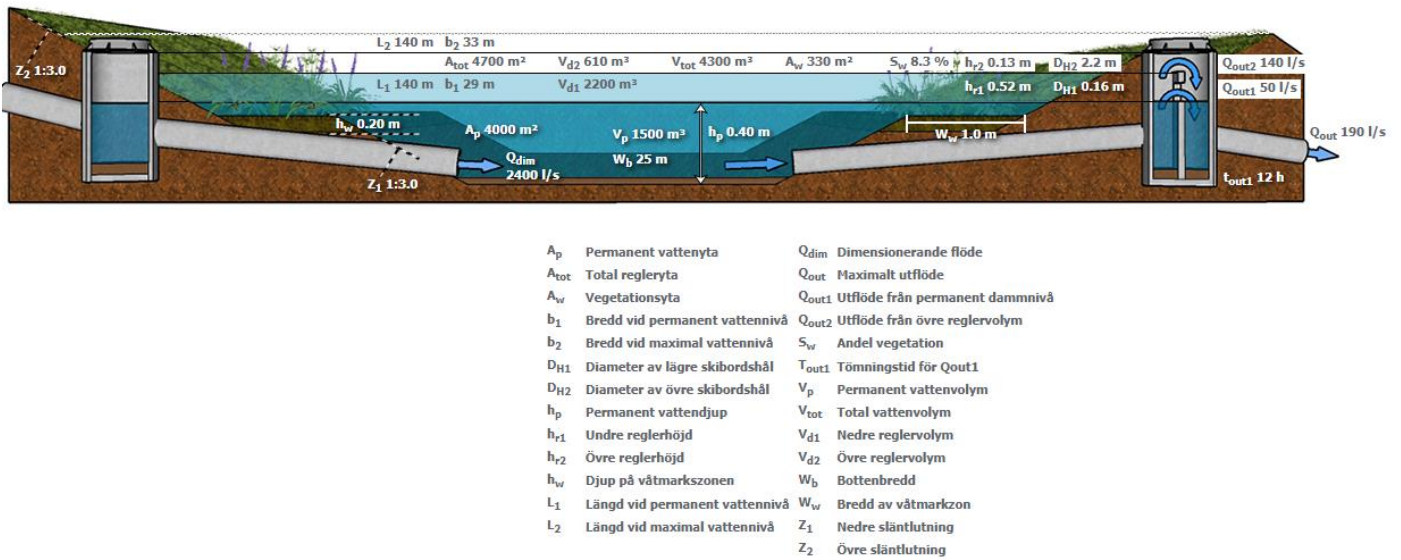 L2 140 m b2 33 m
Z2 1:3.0
Atot 4700 m² Vd2 610 m³ Vtot 4300 m³ Aw 330 m² Sw 8.3 % hr2 0.13 m DH2 2.2 m Qout2 140 l/s
L1 140 m b1 29 m Vd1 2200 m³ hr1 0.52 m DH1 0.16 m Qout1 50 l/s
hw 0.20 m Ap 4000 m² Vp 1500 m³ hp 0.40 m Ww 1.0 m Qout 190 l/s
Qdim Wb 25 m
2400 l/s
Z1 1:3.0 tout1 12 h
Ap Permanent vattenyta Qdim Dimensionerande flöde
Atot Total regleryta Qout Maximalt utflöde
Aw Vegetationsyta Qout1 Utflöde från permanent dammnivå
b1 Bredd vid permanent vattennivå Qout2 Utflöde från övre reglervolym
b2 Bredd vid maximal vattennivå Sw Andel vegetation
DH1 Diameter av lägre skibordshål Tout1 Tömningstid för Qout1
DH2 Diameter av övre skibordshål Vp Permanent vattenvolym
hp Permanent vattendjup Vtot Total vattenvolym
hr1 Undre reglerhöjd Vd1 Nedre reglervolym
hr2 Övre reglerhöjd Vd2 Övre reglervolym
hw Djup på våtmarkszonen Wb Bottenbredd
L1 Längd vid permanent vattennivå Ww Bredd av våtmarkzon
L2 Längd vid maximal vattennivå Z1 Nedre släntlutning
Z2 Övre släntlutning